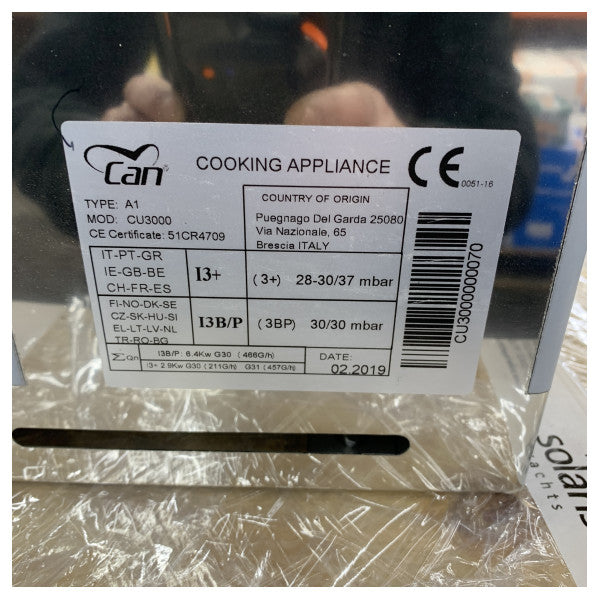 Can®
COOKING APPLIANCE
CE
0051-16
TYPE: A1
MOD: CU3000
CE Certificate: 51CR4709
COUNTRY OF ORIGIN
Puegnago Del Garda 25080
Via Nazionale, 65
Brescia ITALY
IT-PT-GR
IE-GB-BE
CH-FR-ES
I3+
(3+) 28-30/37 mbar
FI-NO-DK-SE
CZ-SK-HU-SI
EL-LT-LV-NL
TR-RO-BG
I3B/P
(3BP) 30/30 mbar
ΣQn
I3B/P: 6.4Kw G30 (466G/h)
I3+ 2.9Kw G30 (211G/h) G31 (457G/h)
DATE:
02.2019
CU3000000070
solaris
yachts